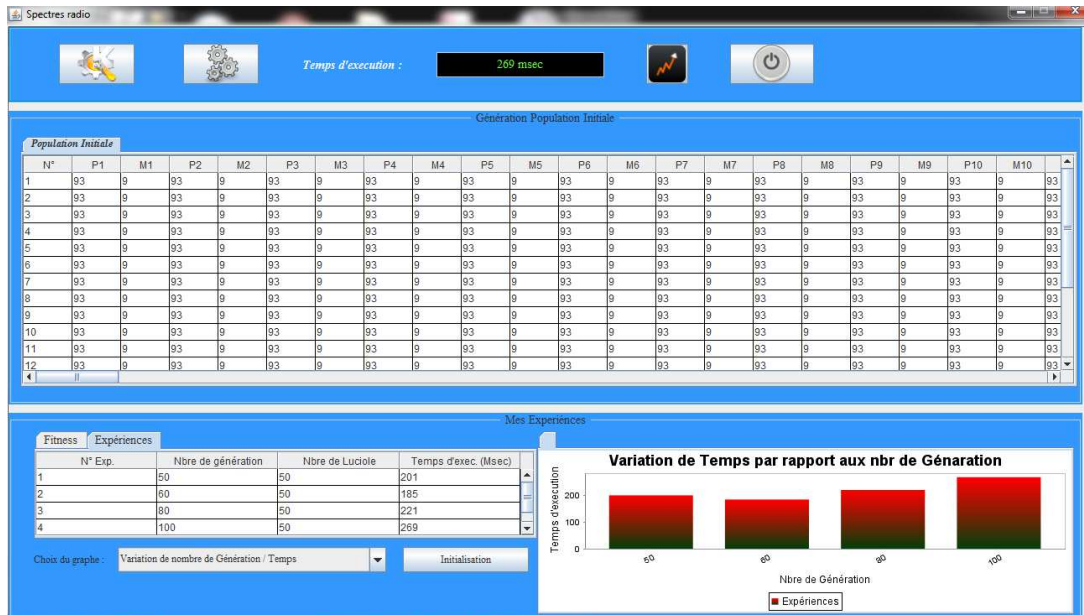 Spectres radio
Temps d'execution :
269 msec
Génération Population Initiale
Population Initiale
N° P1 M1 P2 M2 P3 M3 P4 M4 P5 M5 P6 M6 P7 M7 P8 M8 P9 M9 P10 M10
1 93 9 93 9 93 9 93 9 93 9 93 9 93 9 93 9 93 9 93 9 93
2 93 9 93 9 93 9 93 9 93 9 93 9 93 9 93 9 93 9 93 9 93
3 93 9 93 9 93 9 93 9 93 9 93 9 93 9 93 9 93 9 93 9 93
4 93 9 93 9 93 9 93 9 93 9 93 9 93 9 93 9 93 9 93 9 93
5 93 9 93 9 93 9 93 9 93 9 93 9 93 9 93 9 93 9 93 9 93
6 93 9 93 9 93 9 93 9 93 9 93 9 93 9 93 9 93 9 93 9 93
7 93 9 93 9 93 9 93 9 93 9 93 9 93 9 93 9 93 9 93 9 93
8 93 9 93 9 93 9 93 9 93 9 93 9 93 9 93 9 93 9 93 9 93
9 93 9 93 9 93 9 93 9 93 9 93 9 93 9 93 9 93 9 93 9 93
10 93 9 93 9 93 9 93 9 93 9 93 9 93 9 93 9 93 9 93 9 93
11 93 9 93 9 93 9 93 9 93 9 93 9 93 9 93 9 93 9 93 9 93
12 93 9 93 9 93 9 93 9 93 9 93 9 93 9 93 9 93 9 93 9 93
Mes Experiénces
Fitness Expériences
N° Exp. Nbre de génération Nbre de Luciole Temps d'exec. (Msec)
1 50 50 201
2 60 50 185
3 80 50 221
4 100 50 269
Choix du graphe : Variation de nombre de Génération / Temps
Initialisation
Variation de Temps par rapport aux nbr de Génaration
Temps d'execution
200
100
0
50 60 80 100
Nbre de Génération
Expériences